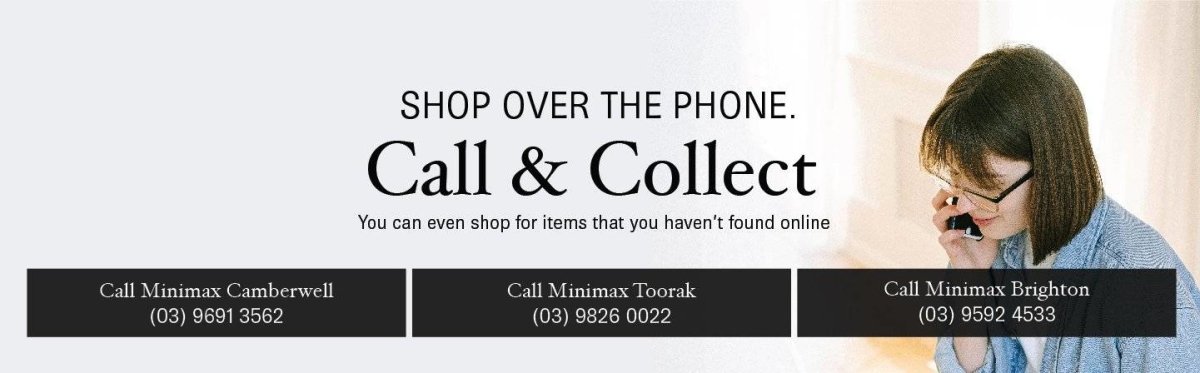 SHOP OVER THE PHONE.
Call & Collect
You can even shop for items that you haven't found online
Call Minimax Camberwell
(03) 9691 3562
Call Minimax Toorak
(03) 9826 0022
Call Minimax Brighton
(03) 9592 4533